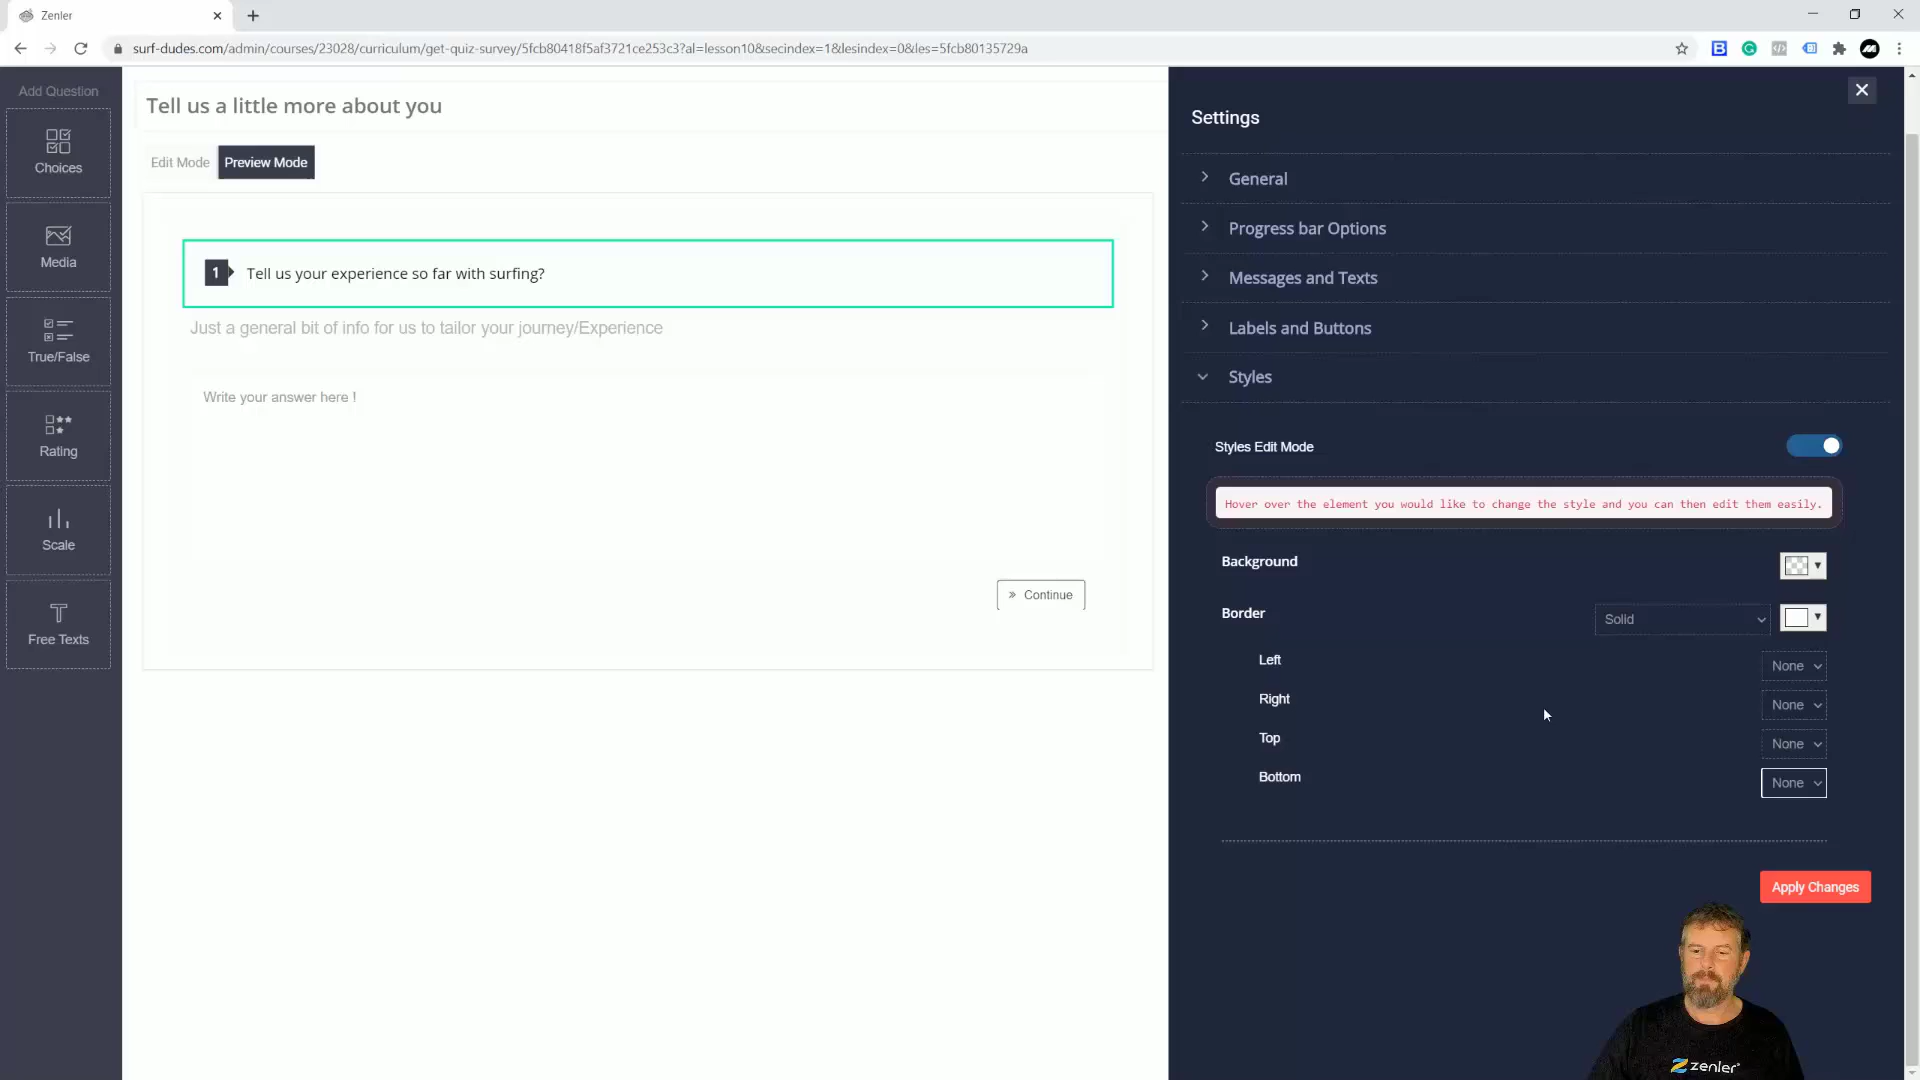 Zenler
surf-dudes.com/admin/courses/23028/curriculum/get-quiz-survey/5fcb80418f5af3721ce253c3?al=lesson10&secindex=1&lesindex=0&les=5fcb80135729a
Add Question
Choices
Media
True/False
Rating
Scale
Free Texts
Tell us a little more about you
Edit Mode
Preview Mode
1
Tell us your experience so far with surfing?
Just a general bit of info for us to tailor your journey/Experience
Write your answer here !
» Continue
Settings
General
Progress bar Options
Messages and Texts
Labels and Buttons
Styles
Styles Edit Mode
Hover over the element you would like to change the style and you can then edit them easily.
Background
Border
Solid
Left
None
Right
None
Top
None
Bottom
None
Apply Changes
zenler